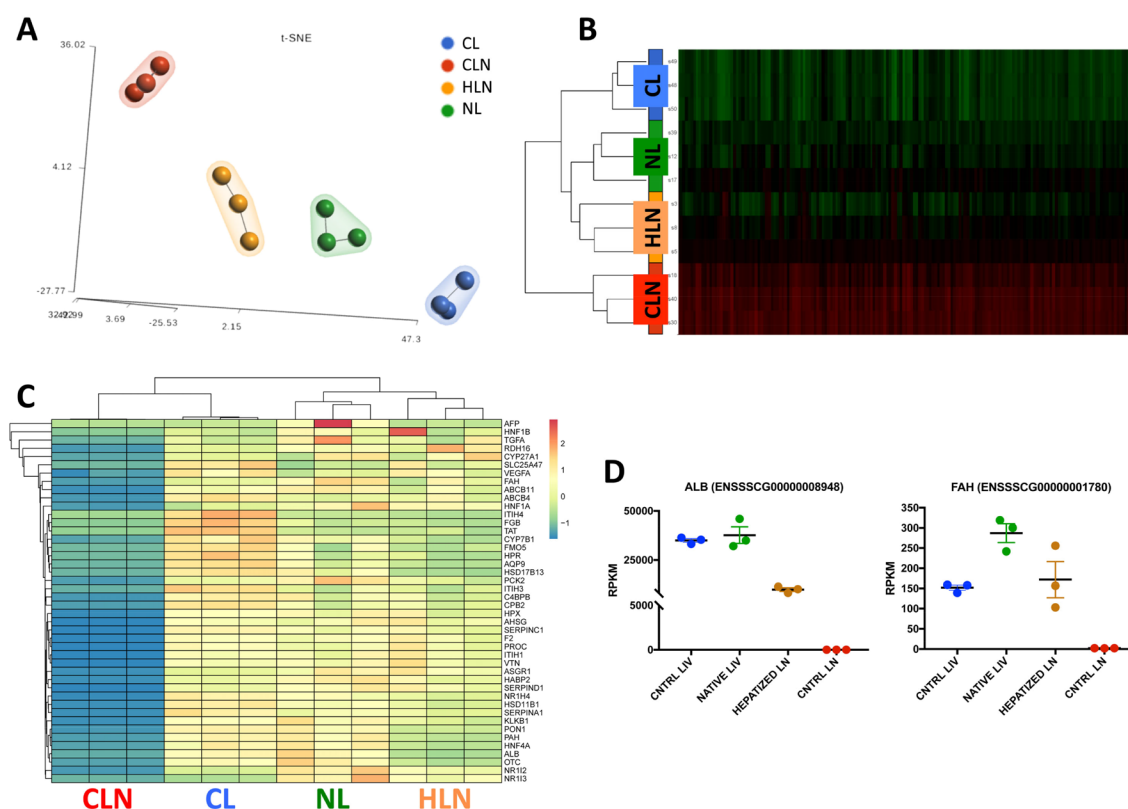 A
t-SNE
36.02
4.12
-27.77
3.69
-25.53
2.15
47.3
CL
CLN
HLN
NL
B
CL
NL
HLN
CLN
C
AFP
HNF1B
TGFA
RDH16
CYP27A1
SLC25A47
VEGFA
FAH
ABCB11
ABCB4
HNF1A
ITIH4
FGB
TAT
CYP7B1
FMO5
HPR
AQP9
HSD17B13
PCK2
ITIH3
C4BPB
CPB2
HPX
AHSG
SERPINC1
F2
PROC
ITIH1
VTN
ASGR1
HABP2
SERPIND1
NR1H4
HSD11B1
SERPINA1
KLKB1
PON1
PAH
HNF4A
ALB
OTC
NR1I2
NR1I3
2
1
0
−1
CLN
CL
NL
HLN
D
ALB (ENSSSCG00000008948)
RPKM
50000
25000
5000
0
CNTRL LIV
NATIVE LIV
HEPATIZED LN
CNTRL LN
FAH (ENSSSCG00000001780)
RPKM
350
300
250
200
150
100
50
0
CNTRL LIV
NATIVE LIV
HEPATIZED LN
CNTRL LN